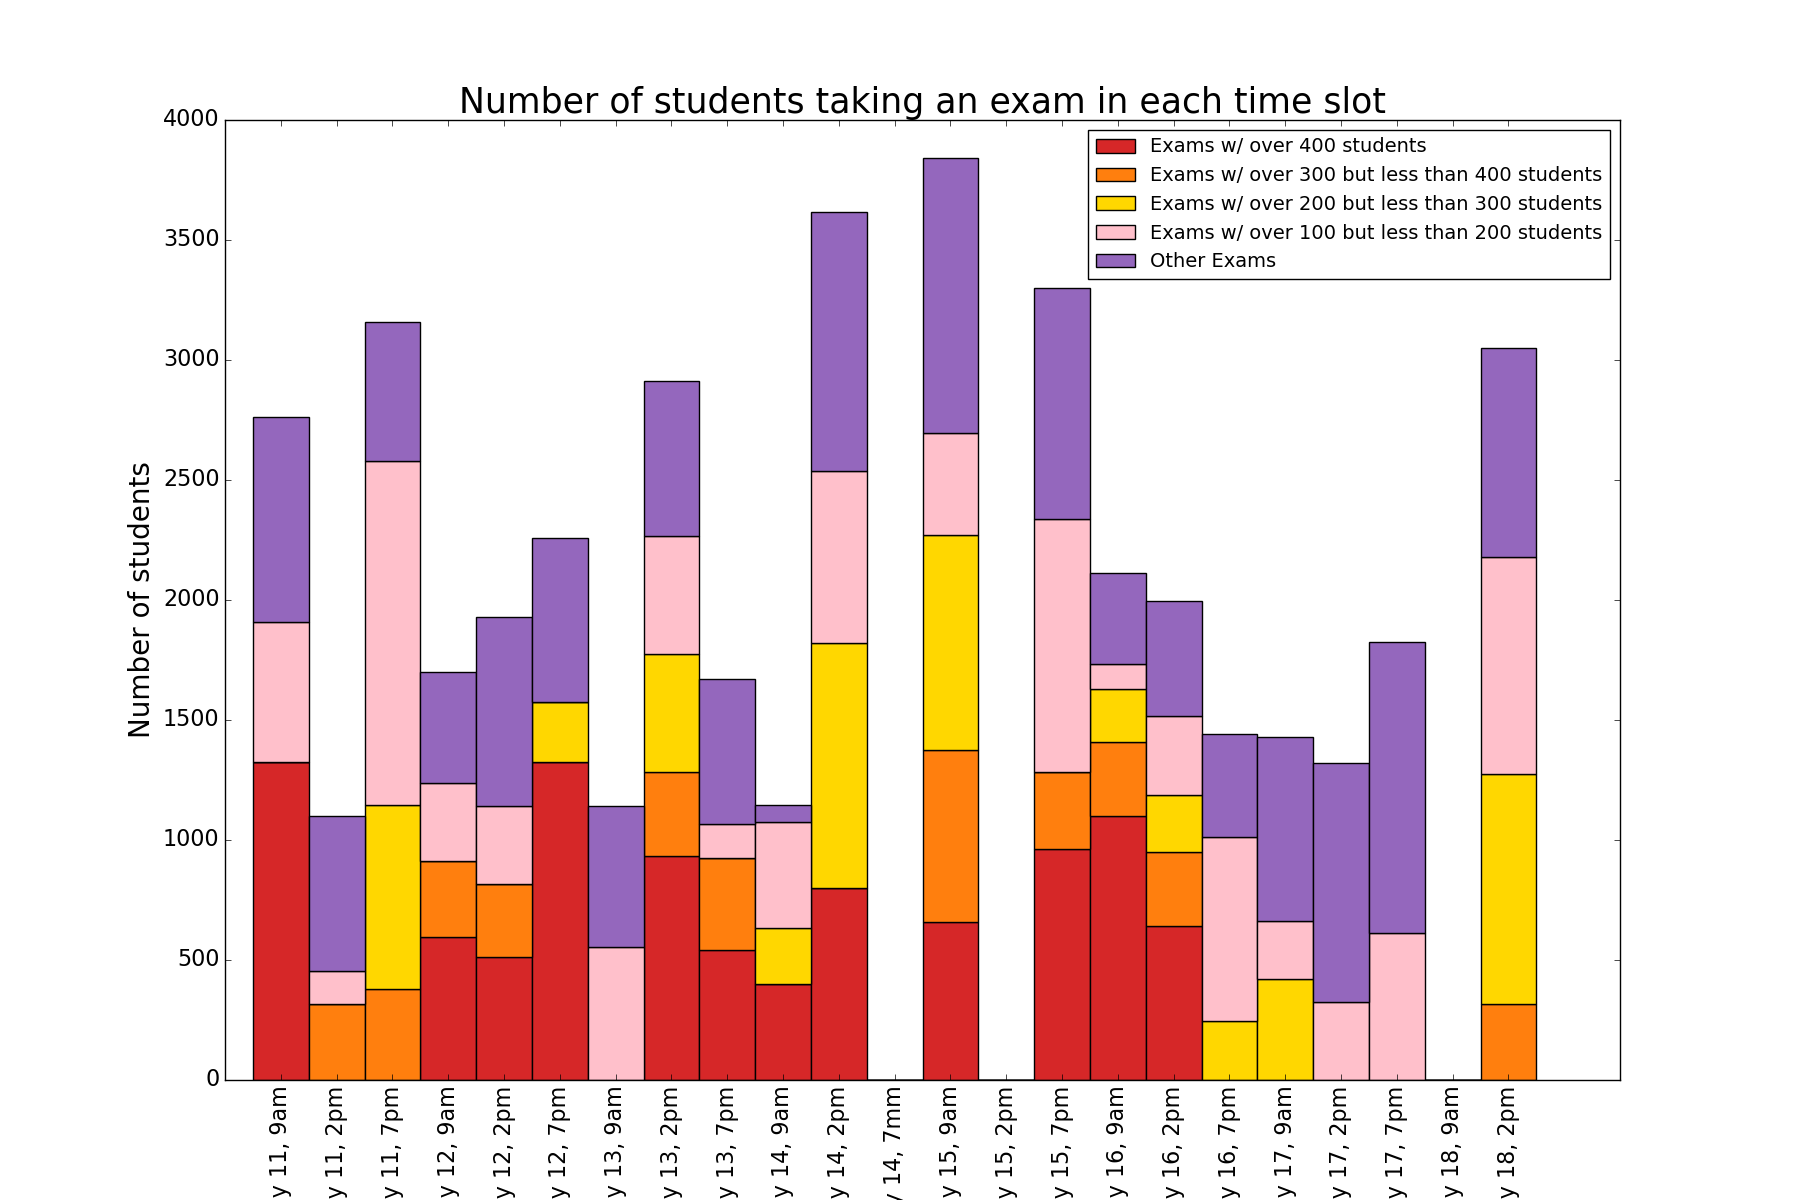 Number of students taking an exam in each time slot
Number of students
4000
3500
3000
2500
2000
1500
1000
500
0
Exams w/ over 400 students
Exams w/ over 300 but less than 400 students
Exams w/ over 200 but less than 300 students
Exams w/ over 100 but less than 200 students
Other Exams
y 11, 9am
y 11, 2pm
y 11, 7pm
y 12, 9am
y 12, 2pm
y 12, 7pm
y 13, 9am
y 13, 2pm
y 13, 7pm
y 14, 9am
y 14, 2pm
y 14, 7mm
y 15, 9am
y 15, 2pm
y 15, 7pm
y 16, 9am
y 16, 2pm
y 16, 7pm
y 17, 9am
y 17, 2pm
y 17, 7pm
y 18, 9am
y 18, 2pm